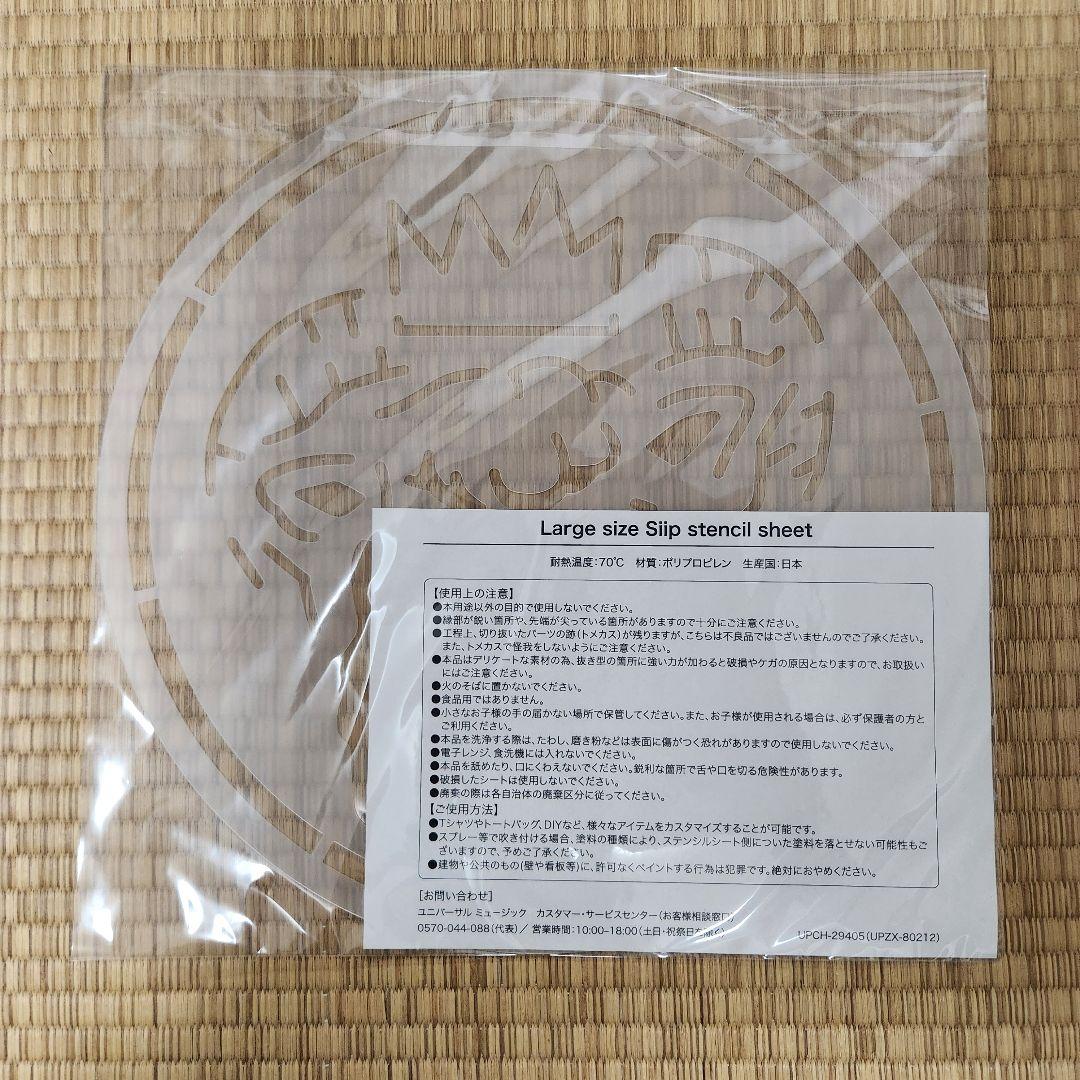 Large size Siip stencil sheet
耐熱温度:70℃　材質:ポリプロピレン　生産国:日本
【使用上の注意】
●本用途以外の目的で使用しないでください。
●縁部が鋭い箇所や、先端が尖っている箇所がありますので十分にご注意ください。
●工程上、切り抜いたパーツの跡(トメカス)が残りますが、こちらは不良品ではございませんのでご了承ください。
また、トメカスで怪我をしないようにご注意ください。
●本品はデリケートな素材の為、抜き型の箇所に強い力が加わると破損やケガの原因となりますので、お取扱い
にはご注意ください。
●火のそばに置かないでください。
●食品用ではありません。
●小さなお子様の手の届かない場所で保管してください。また、お子様が使用される場合は、必ず保護者の方と
ご利用ください。
●本品を洗浄する際は、たわし、磨き粉などは表面に傷がつく恐れがありますので使用しないでください。
●電子レンジ、食洗機には入れないでください。
●本品を舐めたり、口にくわえないでください。鋭利な箇所で舌や口を切る危険性があります。
●破損したシートは使用しないでください。
●廃棄の際は各自治体の廃棄区分に従ってください。
【ご使用方法】
●Tシャツやトートバッグ、DIYなど、様々なアイテムをカスタマイズすることが可能です。
●スプレー等で吹き付ける場合、塗料の種類により、ステンシルシート側についた塗料を落とせない可能性もご
ざいますので、予めご了承ください。
●建物や公共のもの(壁や看板等)に、許可なくペイントする行為は犯罪です。絶対におやめください。
[お問い合わせ]
ユニバーサル ミュージック　カスタマー・サービスセンター(お客様相談窓口)
0570-044-088(代表)／ 営業時間:10:00-18:00(土日・祝祭日を除く)
UPCH-29405(UPZX-80212)